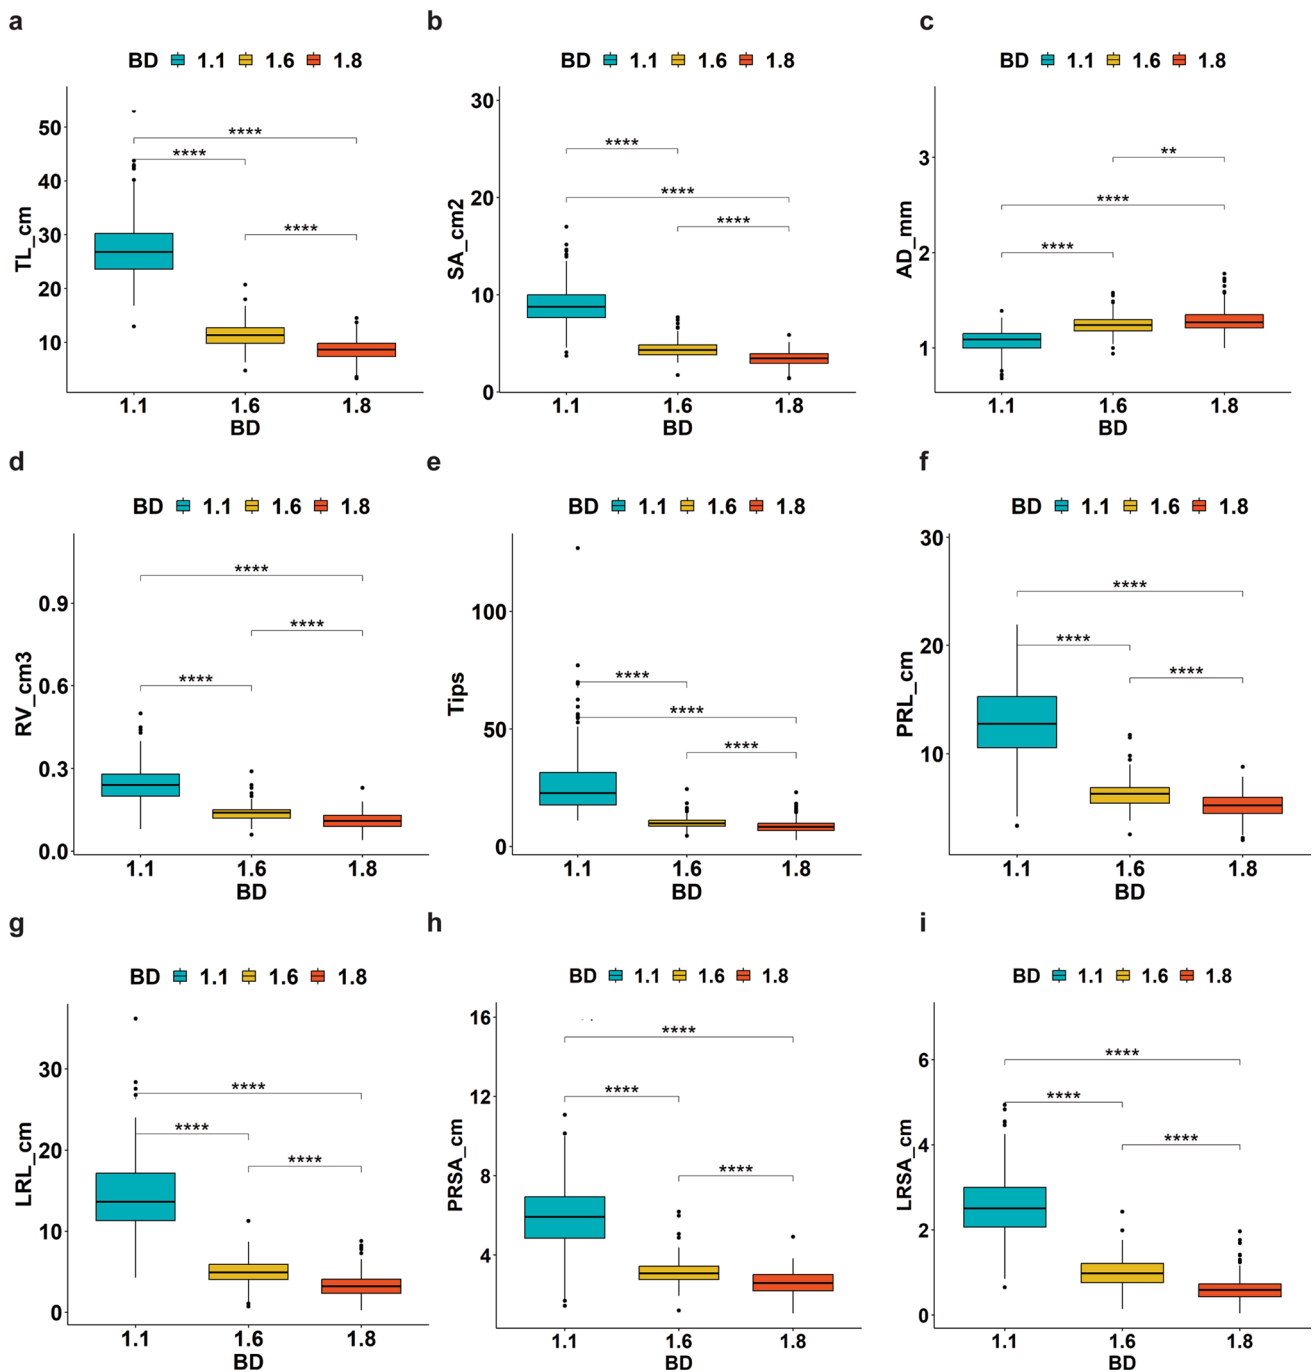 a
BD 1.1 1.6 1.8
TL_cm
50
40
30
20
10
****
****
****
1.1 1.6 1.8
BD
b
BD 1.1 1.6 1.8
SA_cm2
30
20
10
0
****
****
****
1.1 1.6 1.8
BD
c
BD 1.1 1.6 1.8
AD_mm
3
2
1
**
****
****
1.1 1.6 1.8
BD
d
BD 1.1 1.6 1.8
RV_cm3
0.9
0.6
0.3
0.0
****
****
****
1.1 1.6 1.8
BD
e
BD 1.1 1.6 1.8
Tips
100
50
0
****
****
****
1.1 1.6 1.8
BD
f
BD 1.1 1.6 1.8
PRL_cm
30
20
10
****
****
****
1.1 1.6 1.8
BD
g
BD 1.1 1.6 1.8
LRL_cm
30
20
10
0
****
****
****
1.1 1.6 1.8
BD
h
BD 1.1 1.6 1.8
PRSA_cm
16
12
8
4
****
****
****
1.1 1.6 1.8
BD
i
BD 1.1 1.6 1.8
LRSA_cm
6
4
2
0
****
****
****
1.1 1.6 1.8
BD